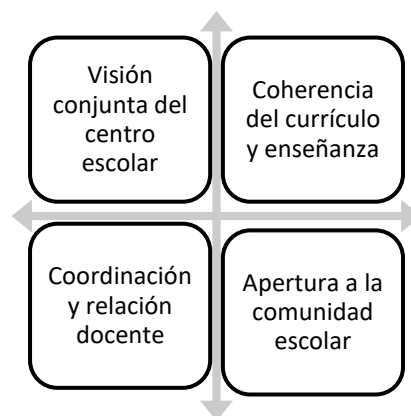 Visión
conjunta del
centro
escolar
Coherencia
del currículo
y enseñanza
Coordinación
y relación
docente
Apertura a la
comunidad
escolar